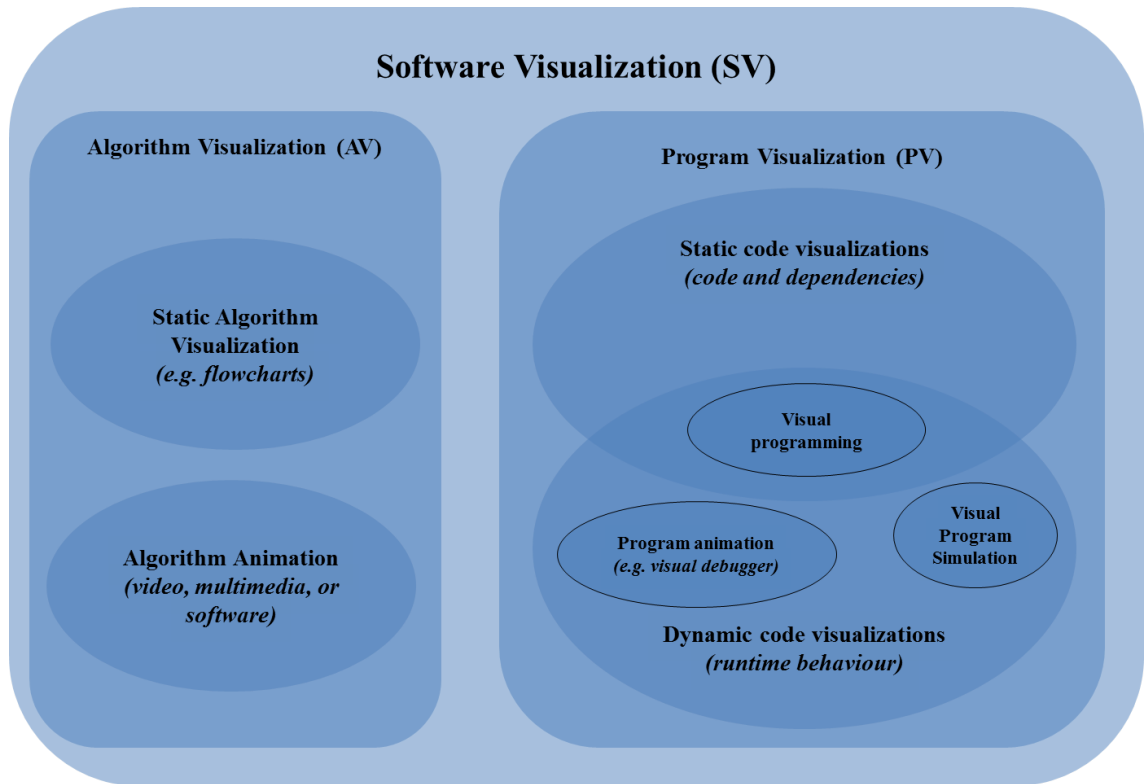 Software Visualization (SV)
Algorithm Visualization (AV)
Static Algorithm
Visualization
(e.g. flowcharts)
Algorithm Animation
(video, multimedia, or
software)
Program Visualization (PV)
Static code visualizations
(code and dependencies)
Visual
programming
Program animation
(e.g. visual debugger)
Visual
Program
Simulation
Dynamic code visualizations
(runtime behaviour)